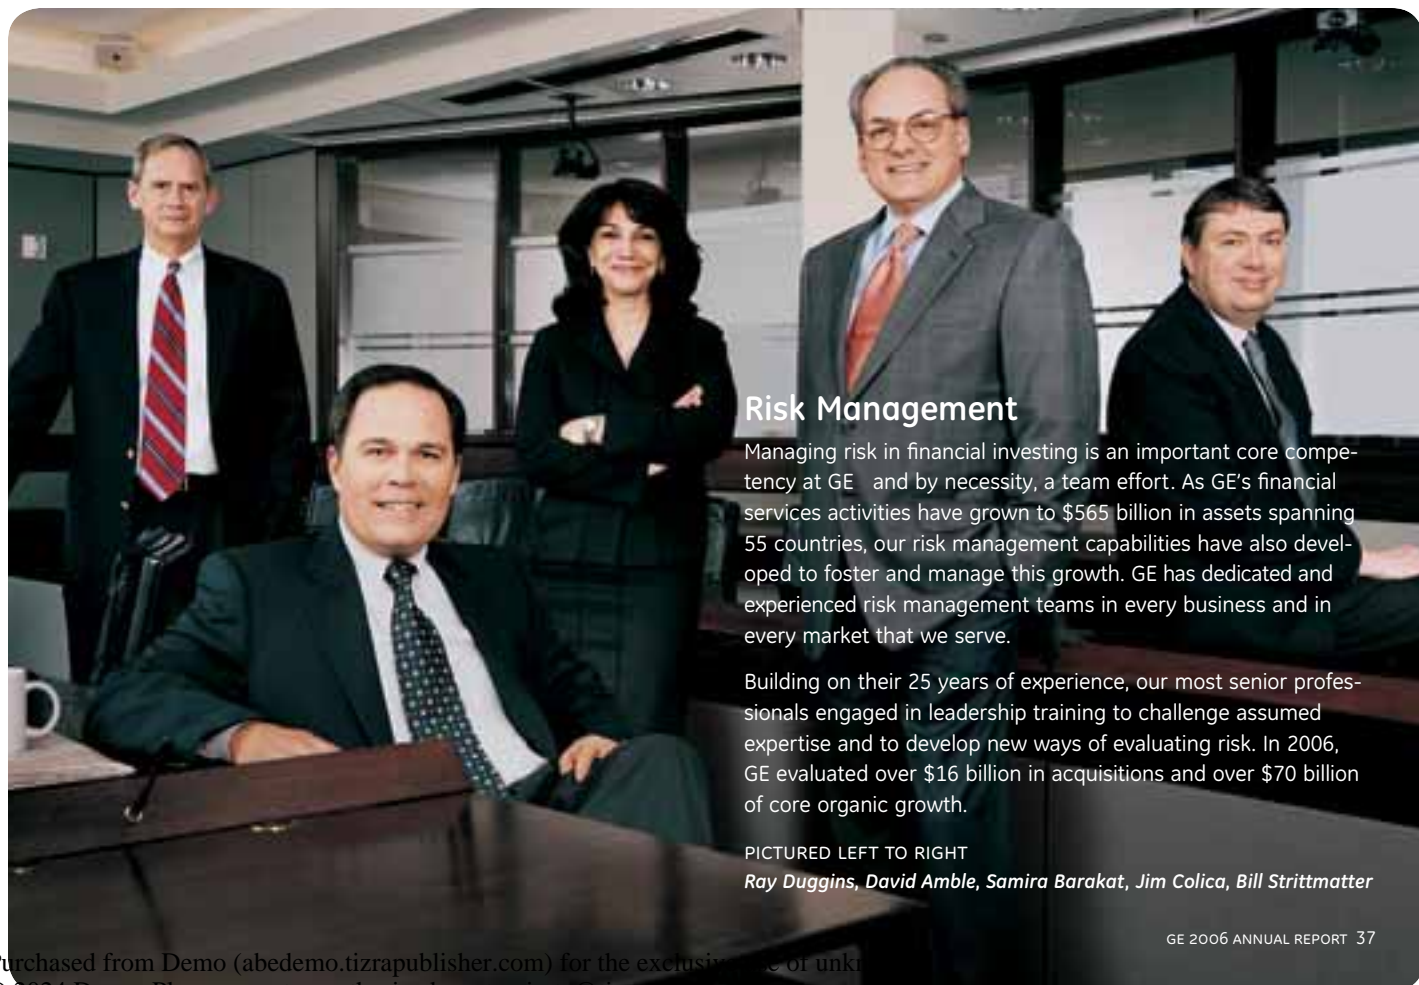 Risk Management
Managing risk in financial investing is an important core compe-
tency at GE and by necessity, a team effort. As GE's financial
services activities have grown to $565 billion in assets spanning
55 countries, our risk management capabilities have also devel-
oped to foster and manage this growth. GE has dedicated and
experienced risk management teams in every business and in
every market that we serve.
Building on their 25 years of experience, our most senior profes-
sionals engaged in leadership training to challenge assumed
expertise and to develop new ways of evaluating risk. In 2006,
GE evaluated over $16 billion in acquisitions and over $70 billion
of core organic growth.
PICTURED LEFT TO RIGHT
Ray Duggins, David Amble, Samira Barakat, Jim Colica, Bill Strittmatter
GE 2006 ANNUAL REPORT 37
urchased from Demo (abedemo.tizrapublisher.com) for the exclusive of